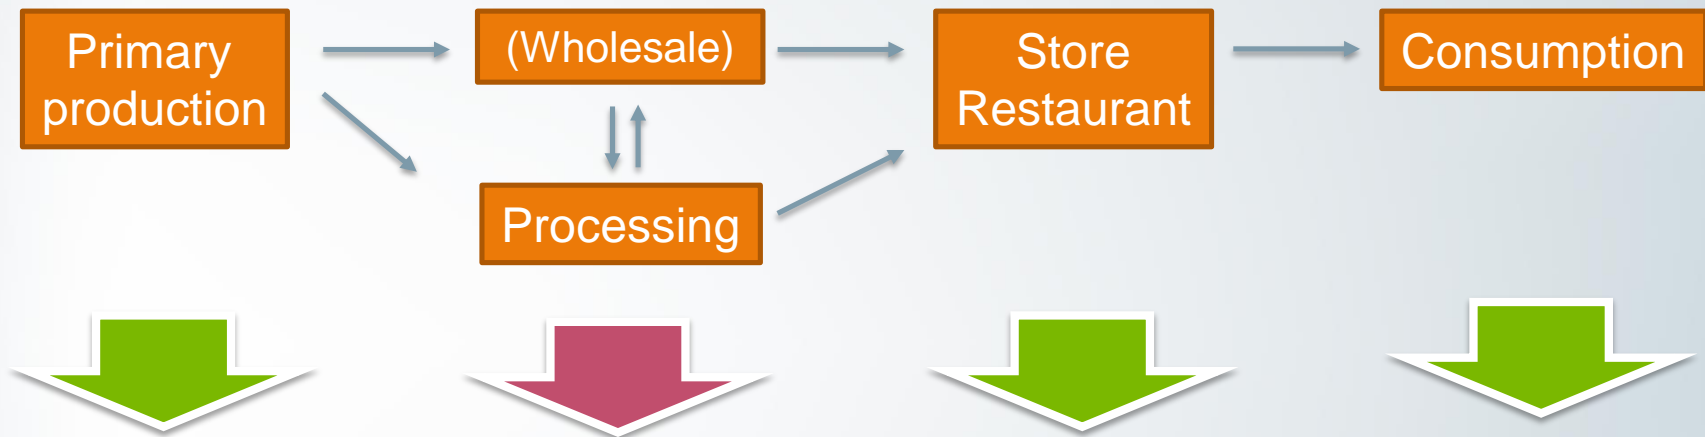 Primary
production
(Wholesale)
Processing
Store
Restaurant
Consumption